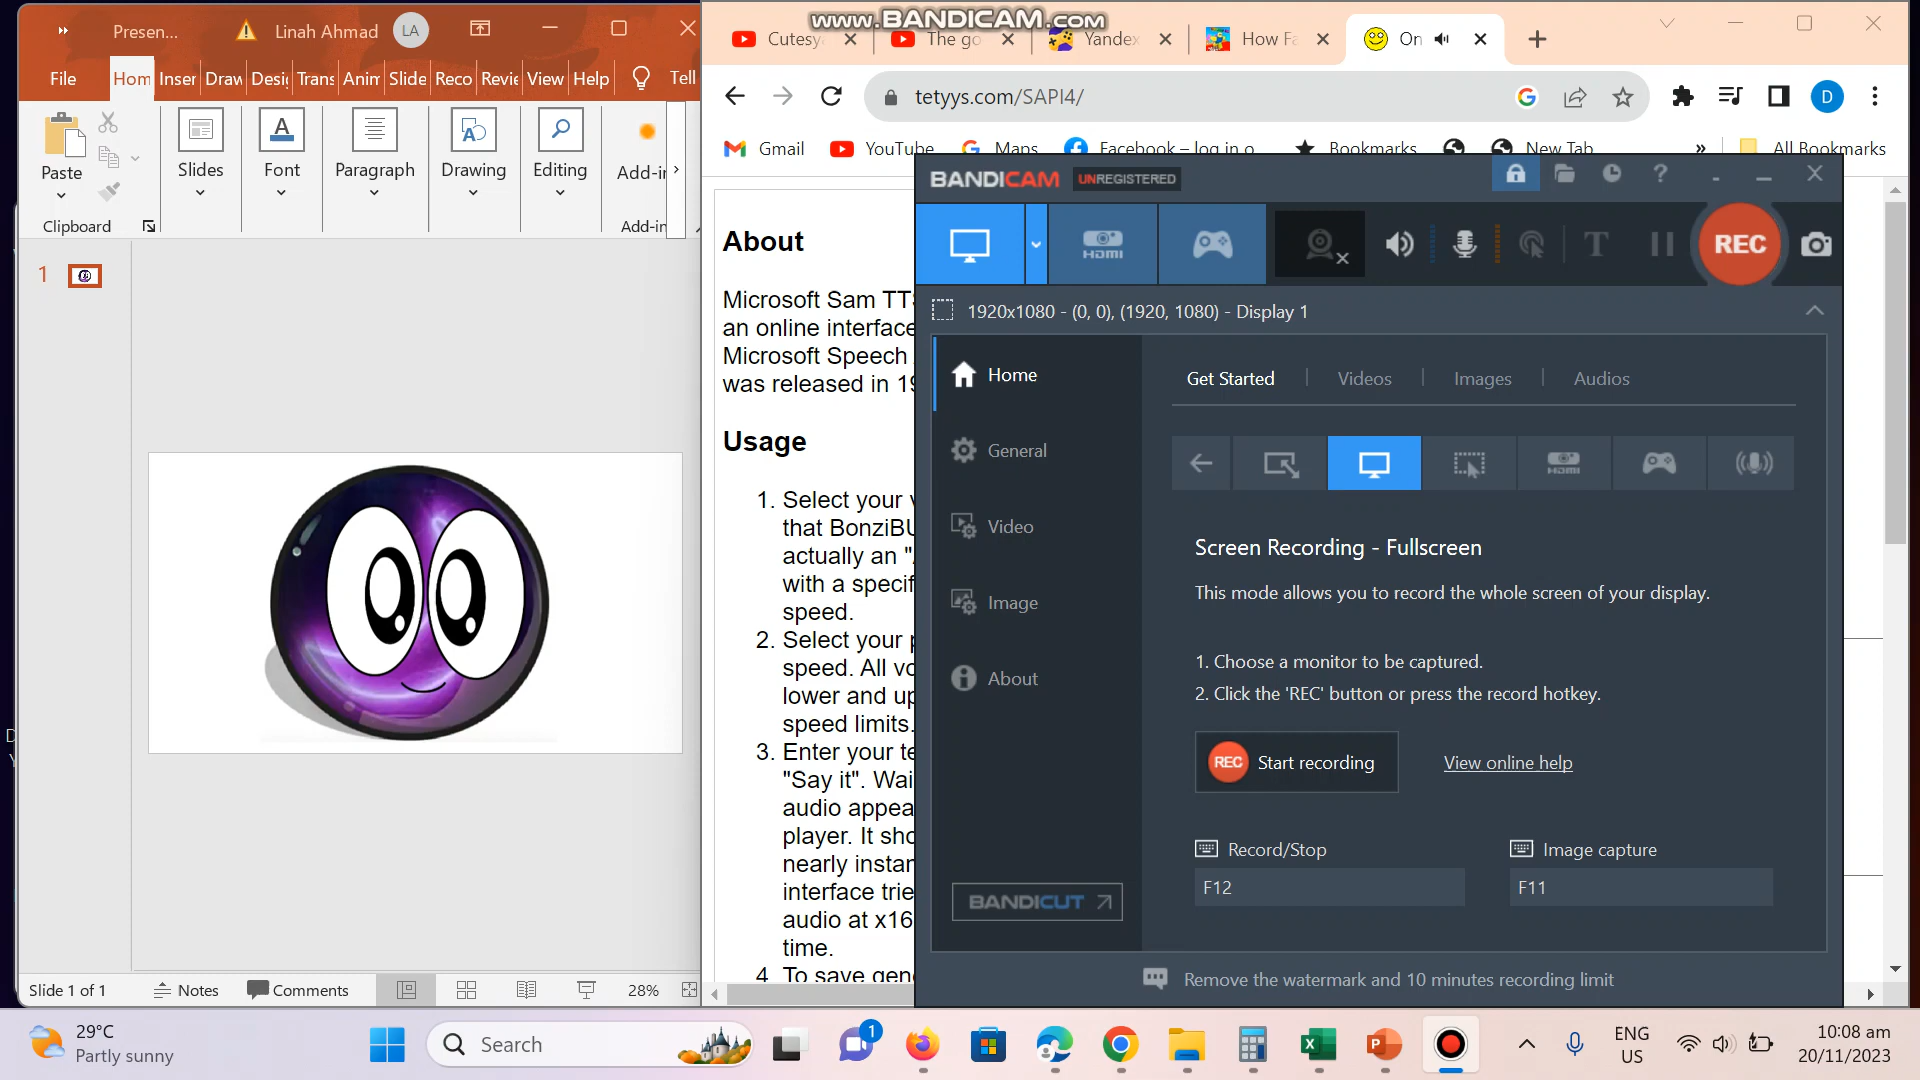 www.BANDICAM.com
Presen...
Linah Ahmad
LA
File
Hom
Inser
Draw
Desig
Trans
Anim
Slide
Reco
Revie
View
Help
Tell
Paste
Slides
Font
Paragraph
Drawing
Editing
Add-in
Clipboard
Add-in
1
Slide 1 of 1
Notes
Comments
28%
Cutesy
The go
Yandex
How Fa
On
tetyys.com/SAPI4/
D
Gmail
YouTube
Maps
Facebook – log in o
Bookmarks
New Tab
»
All Bookmarks
About
Microsoft Sam TTS
an online interface
Microsoft Speech
was released in 19
Usage
1. Select your v
that BonziBU
actually an "
with a specif
speed.
2. Select your p
speed. All vo
lower and up
speed limits.
3. Enter your te
"Say it". Wai
audio appea
player. It sho
nearly instan
interface trie
audio at x16
time.
4. To save gene
BANDICAM
UNREGISTERED
HDMI
REC
1920x1080 - (0, 0), (1920, 1080) - Display 1
Home
General
Video
Image
About
BANDICUT
Get Started
Videos
Images
Audios
HDMI
Screen Recording - Fullscreen
This mode allows you to record the whole screen of your display.
1. Choose a monitor to be captured.
2. Click the 'REC' button or press the record hotkey.
REC
Start recording
View online help
Record/Stop
Image capture
F12
F11
Remove the watermark and 10 minutes recording limit
29°C
Partly sunny
Search
1
ENG
US
10:08 am
20/11/2023